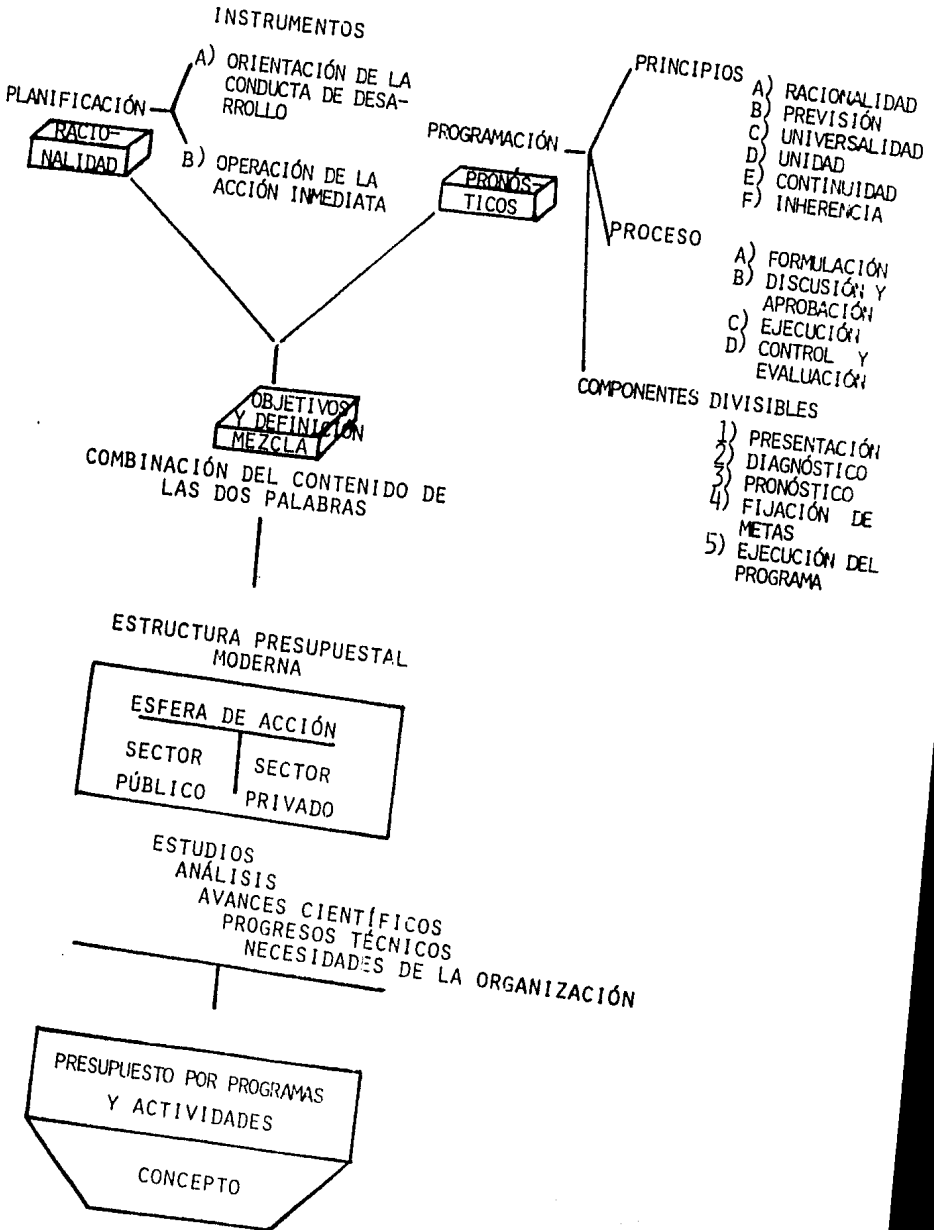 INSTRUMENTOS
PLANIFICACIÓN
RACIO-
NALIDAD
A) ORIENTACIÓN DE LA
CONDUCTA DE DESA-
RROLLO
B) OPERACIÓN DE LA
ACCIÓN INMEDIATA
PROGRAMACIÓN
PRONÓS-
TICOS
PRINCIPIOS
A) RACIONALIDAD
B) PREVISIÓN
C) UNIVERSALIDAD
D) UNIDAD
E) CONTINUIDAD
F) INHERENCIA
PROCESO
A) FORMULACIÓN
B) DISCUSIÓN Y
APROBACIÓN
C) EJECUCIÓN
D) CONTROL Y
EVALUACIÓN
COMPONENTES DIVISIBLES
1) PRESENTACIÓN
2) DIAGNÓSTICO
3) PRONÓSTICO
4) FIJACIÓN DE
METAS
5) EJECUCIÓN DEL
PROGRAMA
OBJETIVOS
Y DEFINICIÓN
MEZCLA
COMBINACIÓN DEL CONTENIDO DE
LAS DOS PALABRAS
ESTRUCTURA PRESUPUESTAL
MODERNA
ESFERA DE ACCIÓN
SECTOR
PÚBLICO
SECTOR
PRIVADO
ESTUDIOS
ANÁLISIS
AVANCES CIENTÍFICOS
PROGRESOS TÉCNICOS
NECESIDADES DE LA ORGANIZACIÓN
PRESUPUESTO POR PROGRAMAS
Y ACTIVIDADES
CONCEPTO